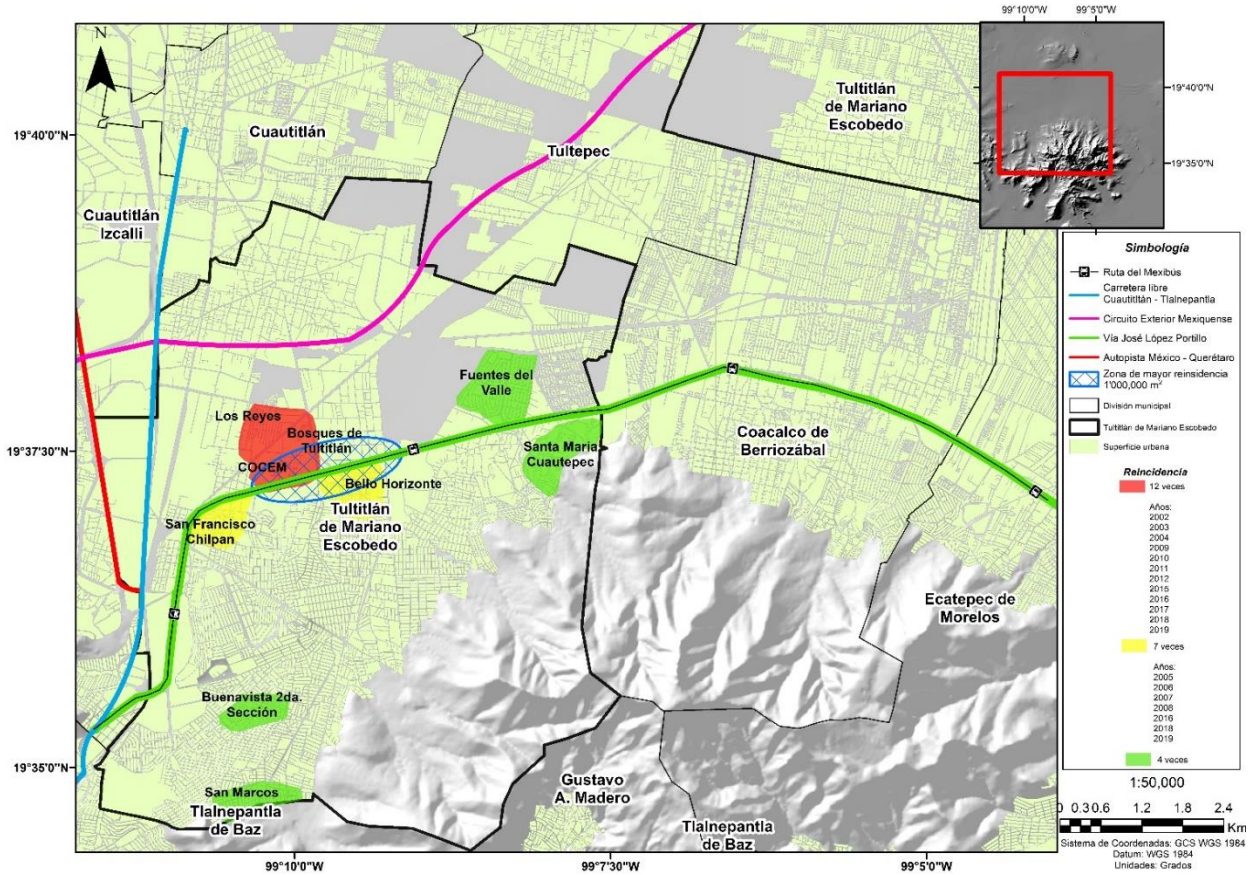 N
99°10'0"W
99°5'0"W
19°40'0"N
19°35'0"N
19°40'0"N
19°37'30"N
19°35'0"N
99°10'0"W
99°7'30"W
99°5'0"W
Cuautitlán
Tultepec
Tultitlán
de Mariano
Escobedo
Cuautitlán
Izcalli
Fuentes del
Valle
Los Reyes
Bosques de
Tultitlán
COCEM
Bello Horizonte
Santa María
Cuautepec
Coacalco de
Berriozábal
San Francisco
Chilpan
Tultitlán
de Mariano
Escobedo
Ecatepec de
Morelos
Buenavista 2da.
Sección
San Marcos
Tlalnepantla
de Baz
Gustavo
A. Madero
Tlalnepantla
de Baz
Simbología
Ruta del Mexibús
Carretera libre
Cuautitlán - Tlalnepantla
Circuito Exterior Mexiquense
Vía José López Portillo
Autopista México - Querétaro
Zona de mayor reinsidencia
1'000,000 m²
División municipal
Tultitlán de Mariano Escobedo
Superficie urbana
Reincidencia
12 veces
Años:
2002
2003
2004
2009
2010
2011
2012
2015
2016
2017
2018
2019
7 veces
Años:
2005
2006
2007
2008
2016
2018
2019
4 veces
1:50,000
0 0.3 0.6 1.2 1.8 2.4
Km
Sistema de Coordenadas: GCS WGS 1984
Datum: WGS 1984
Unidades: Grados